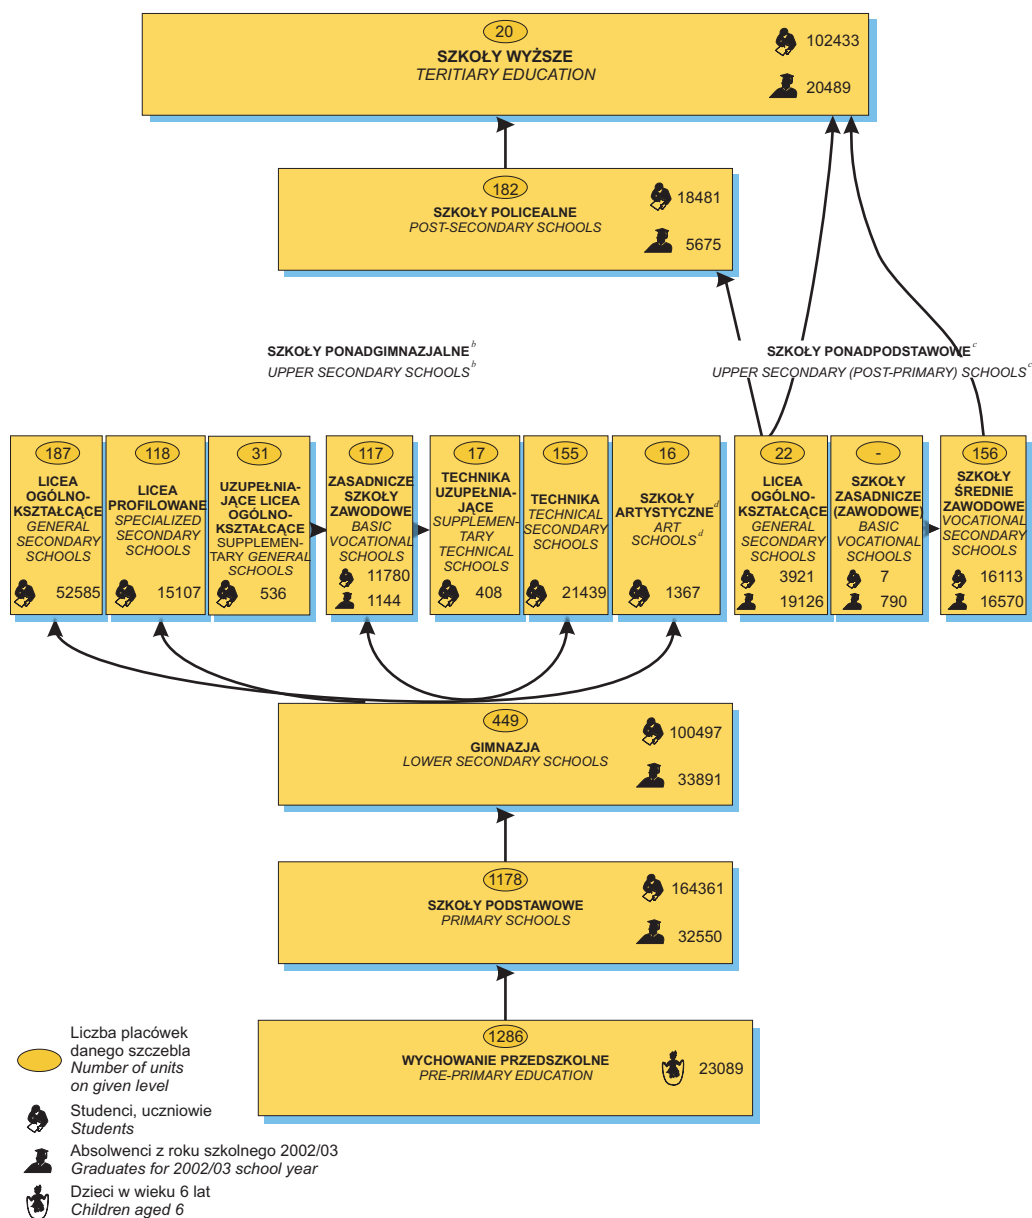 20
SZKOŁY WYŻSZE
TERITIARY EDUCATION
102433
20489
182
SZKOŁY POLICEALNE
POST-SECONDARY SCHOOLS
18481
5675
SZKOŁY PONADGIMNAZJALNE b
UPPER SECONDARY SCHOOLS b
SZKOŁY PONADPODSTAWOWE c
UPPER SECONDARY (POST-PRIMARY) SCHOOLS c
187
LICEA
OGÓLNO-
KSZTAŁCĄCE
GENERAL
SECONDARY
SCHOOLS
52585
118
LICEA
PROFILOWANE
SPECIALIZED
SECONDARY
SCHOOLS
15107
31
UZUPEŁNIA-
JĄCE LICEA
OGÓLNO-
KSZTAŁCĄCE
SUPPLEMEN-
TARY GENERAL
SCHOOLS
536
117
ZASADNICZE
SZKOŁY
ZAWODOWE
BASIC
VOCATIONAL
SCHOOLS
11780
1144
17
TECHNIKA
UZUPEŁNIA-
JĄCE
SUPPLEMEN-
TARY
TECHNICAL
SCHOOLS
408
155
TECHNIKA
TECHNICAL
SECONDARY
SCHOOLS
21439
16
SZKOŁY
ARTYSTYCZNE d
ART
SCHOOLS d
1367
22
LICEA
OGÓLNO-
KSZTAŁCĄCE
GENERAL
SECONDARY
SCHOOLS
3921
19126
-
SZKOŁY
ZASADNICZE
(ZAWODOWE)
BASIC
VOCATIONAL
SCHOOLS
7
790
156
SZKOŁY
ŚREDNIE
ZAWODOWE
VOCATIONAL
SECONDARY
SCHOOLS
16113
16570
449
GIMNAZJA
LOWER SECONDARY SCHOOLS
100497
33891
1178
SZKOŁY PODSTAWOWE
PRIMARY SCHOOLS
164361
32550
1286
WYCHOWANIE PRZEDSZKOLNE
PRE-PRIMARY EDUCATION
23089
Liczba placówek
danego szczebla
Number of units
on given level
Studenci, uczniowie
Students
Absolwenci z roku szkolnego 2002/03
Graduates for 2002/03 school year
Dzieci w wieku 6 lat
Children aged 6